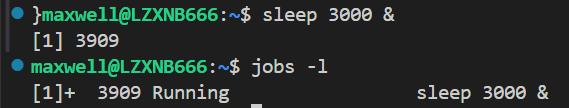 }maxwell@LZXNB666:~$ sleep 3000 &
[1] 3909
maxwell@LZXNB666:~$ jobs -l
[1]+  3909 Running                 sleep 3000 &